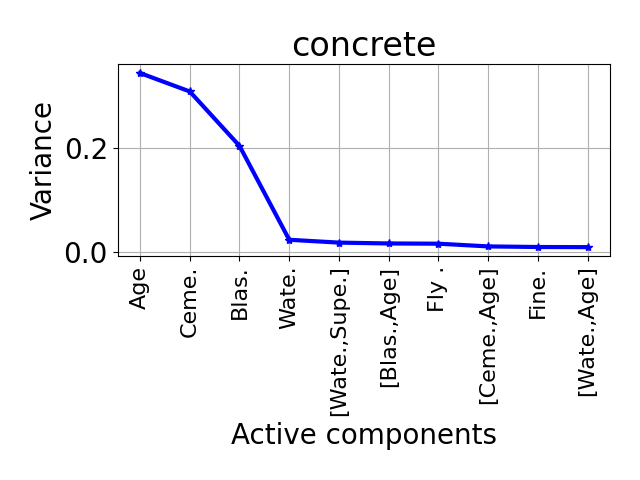 concrete
Variance
0.2
0.0
Age
Ceme.
Blas.
Wate.
[Wate.,Supe.]
[Blas.,Age]
Fly .
[Ceme.,Age]
Fine.
[Wate.,Age]
Active components